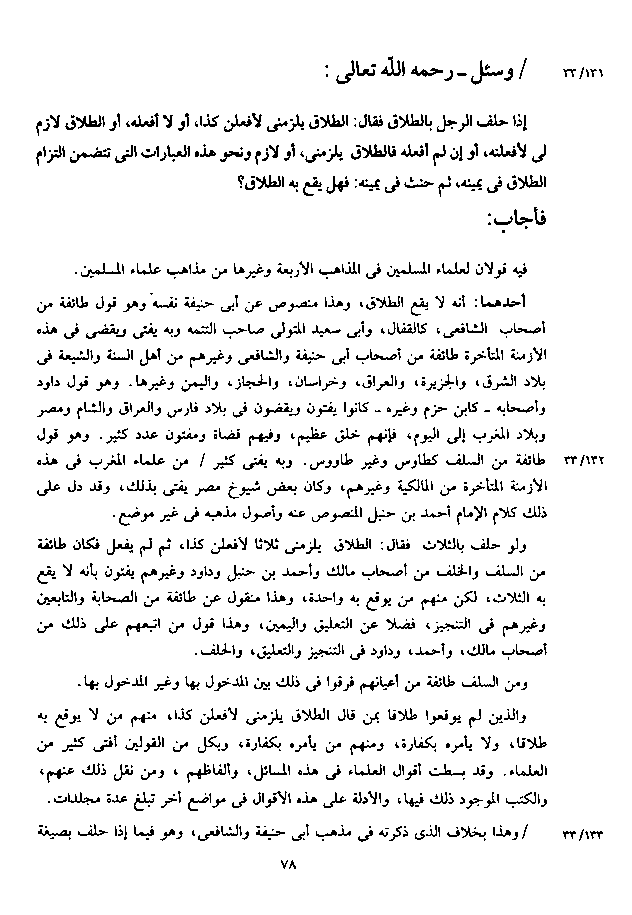 ٣٣/١٣١ / وسئل ـ رحمه الله تعالى :
إذا حلف الرجل بالطلاق فقال: الطلاق يلزمنى لأفعلن كذا، أو لا أفعله، أو الطلاق لازم
لى لأفعلنه، أو إن لم أفعله فالطلاق يلزمنى، أو لازم ونحو هذه العبارات التى تتضمن التزام
الطلاق فى يمينه، ثم حنث فى يمينه: فهل يقع به الطلاق؟
فأجاب:
فيه قولان لعلماء المسلمين فى المذاهب الأربعة وغيرها من مذاهب علماء المسلمين.
أحدهما: أنه لا يقع الطلاق، وهذا منصوص عن أبى حنيفة نفسه وهو قول طائفة من
أصحاب الشافعى، كالقفال، وأبى سعيد المتولى صاحب التتمه وبه يفتى ويقضى فى هذه
الأزمنة المتأخرة طائفة من أصحاب أبى حنيفة والشافعى وغيرهم من أهل السنة والشيعة فى
بلاد الشرق، والجزيرة، والعراق، وخراسان، والحجاز، واليمن وغيرها. وهو قول داود
وأصحابه ـ كابن حزم وغيره ـ كانوا يفتون ويقضون فى بلاد فارس والعراق والشام ومصر
وبلاد المغرب إلى اليوم، فإنهم خلق عظيم، وفيهم قضاة ومفتون عدد كثير. وهو قول
٣٣/١٣٢ طائفة من السلف كطاوس وغير طاووس. وبه يفتى كثير / من علماء المغرب فى هذه
الأزمنة المتأخرة من المالكية وغيرهم، وكان بعض شيوخ مصر يفتى بذلك، وقد دل على
ذلك كلام الإمام أحمد بن حنبل المنصوص عنه وأصول مذهبه فى غير موضع.
ولو حلف بالثلاث فقال: الطلاق يلزمنى ثلاثا لأفعلن كذا، ثم لم يفعل فكان طائفة
من السلف والخلف من أصحاب مالك وأحمد بن حنبل وداود وغيرهم يفتون بأنه لا يقع
به الثلاث، لكن منهم من يوقع به واحدة، وهذا منقول عن طائفة من الصحابة والتابعين
وغيرهم فى التنجيز، فضلا عن التعليق واليمين، وهذا قول من اتبعهم على ذلك من
أصحاب مالك، وأحمد، وداود فى التنجيز والتعليق، والحلف.
ومن السلف طائفة من أعيانهم فرقوا فى ذلك بين المدخول بها وغير المدخول بها.
والذين لم يوقعوا طلاقا بمن قال الطلاق يلزمنى لأفعلن كذا، منهم من لا يوقع به
طلاقا، ولا يأمره بكفارة، ومنهم من يأمره بكفارة، وبكل من القولين أفتى كثير من
العلماء. وقد بسطت أقوال العلماء فى هذه المسائل، وألفاظهم ، ومن نقل ذلك عنهم،
والكتب الموجود ذلك فيها، والأدلة على هذه الأقوال فى مواضع أخر تبلغ عدة مجلدات.
٣٣/١٣٣ / وهذا بخلاف الذى ذكرته فى مذهب أبى حنيفة والشافعى، وهو فيما إذا حلف بصيغة
٧٨